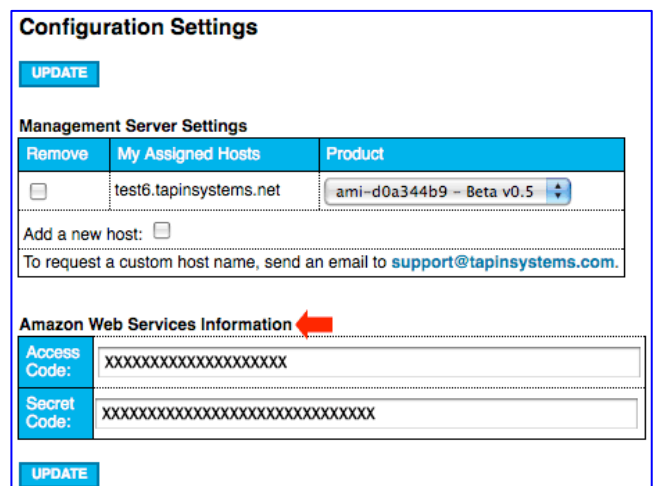 Configuration Settings
UPDATE
Management Server Settings
Remove My Assigned Hosts Product
test6.tapinsystems.net ami-d0a344b9 - Beta v0.5
Add a new host:
To request a custom host name, send an email to support@tapinsystems.com.
Amazon Web Services Information
Access
Code:
XXXXXXXXXXXXXXXXXXXX
Secret
Code:
XXXXXXXXXXXXXXXXXXXXXXXXXXXXXX
UPDATE